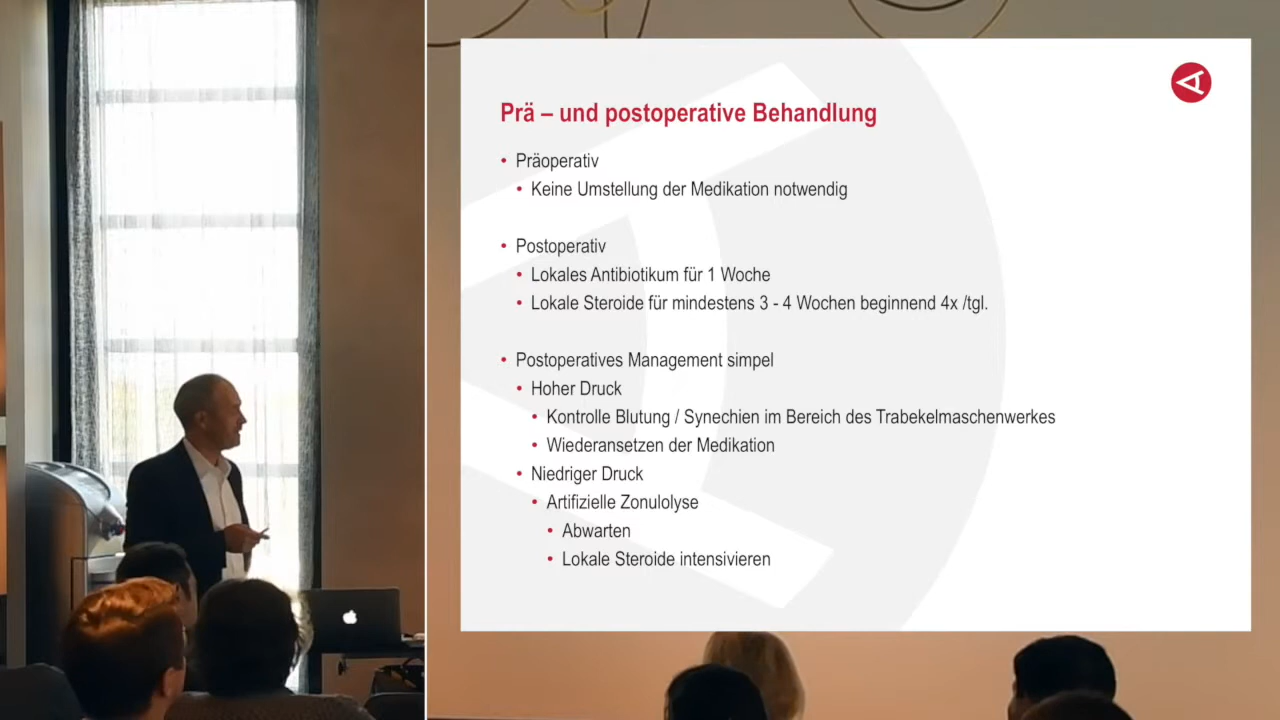 Prä – und postoperative Behandlung
• Präoperativ
• Keine Umstellung der Medikation notwendig
• Postoperativ
• Lokales Antibiotikum für 1 Woche
• Lokale Steroide für mindestens 3 - 4 Wochen beginnend 4x /tgl.
• Postoperatives Management simpel
• Hoher Druck
• Kontrolle Blutung / Synechien im Bereich des Trabekelmaschenwerkes
• Wiederansetzen der Medikation
• Niedriger Druck
• Artifizielle Zonulolyse
• Abwarten
• Lokale Steroide intensivieren